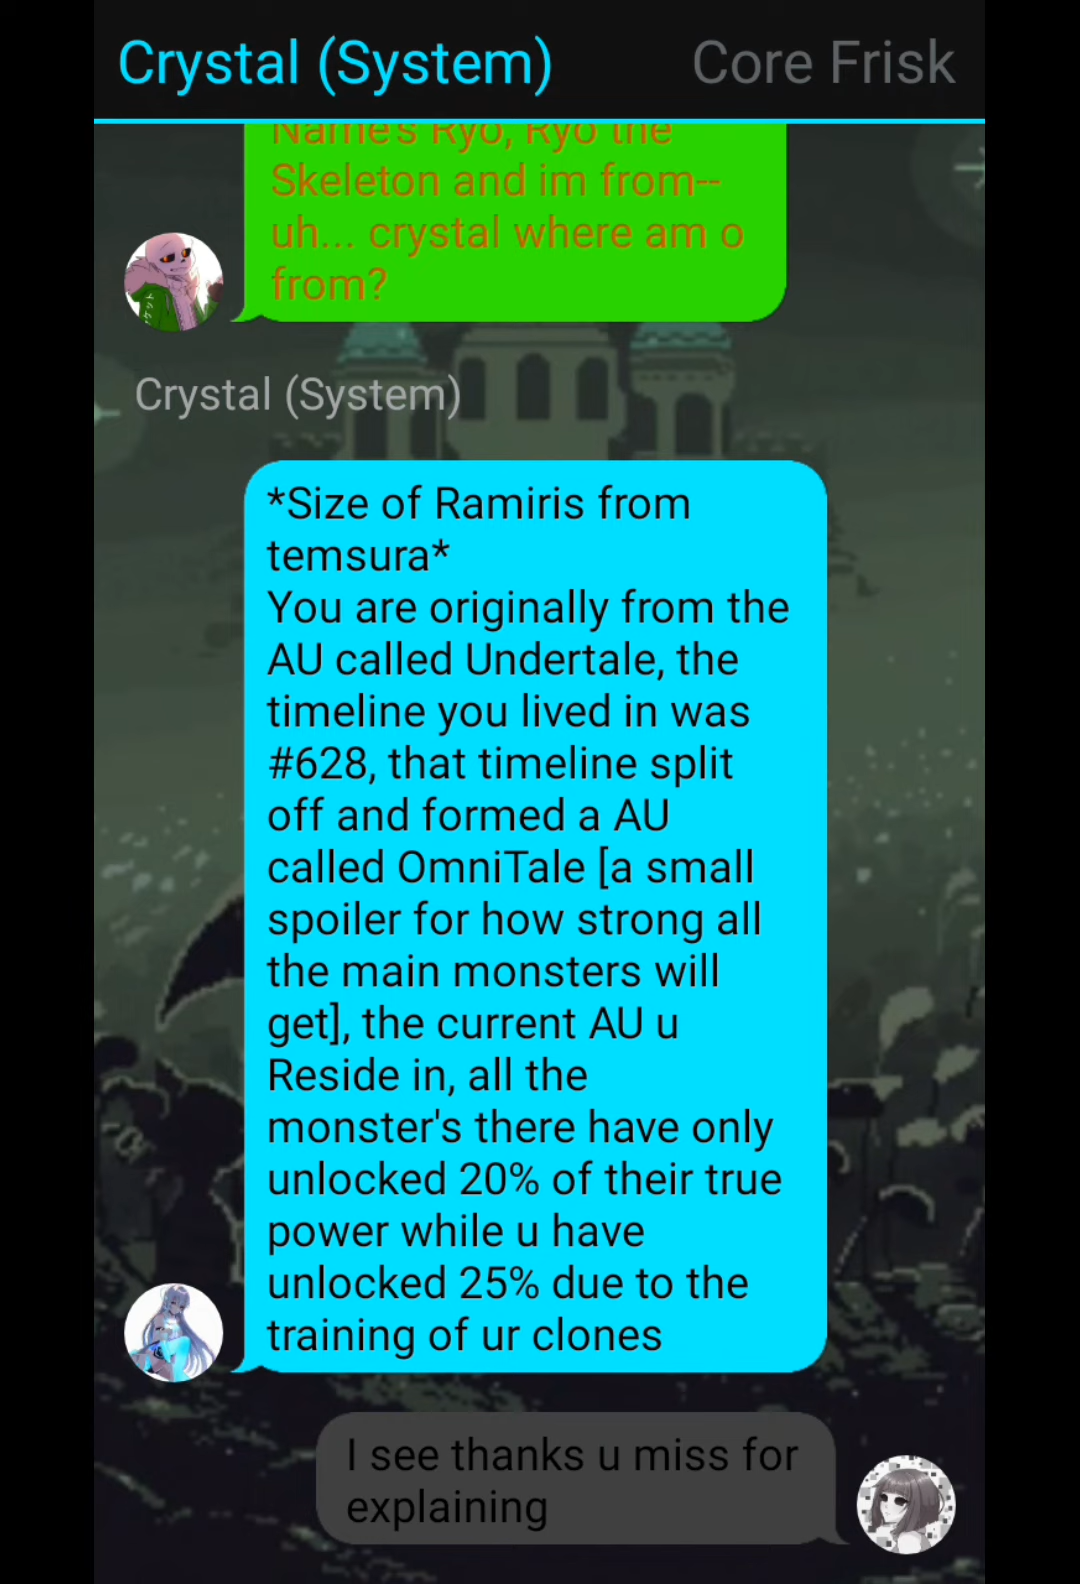 Crystal (System) Core Frisk
Name's Ryo, Ryo the
Skeleton and im from--
uh... crystal where am o
from?
Crystal (System)
*Size of Ramiris from
temsura*
You are originally from the
AU called Undertale, the
timeline you lived in was
#628, that timeline split
off and formed a AU
called OmniTale [a small
spoiler for how strong all
the main monsters will
get], the current AU u
Reside in, all the
monster's there have only
unlocked 20% of their true
power while u have
unlocked 25% due to the
training of ur clones
I see thanks u miss for
explaining